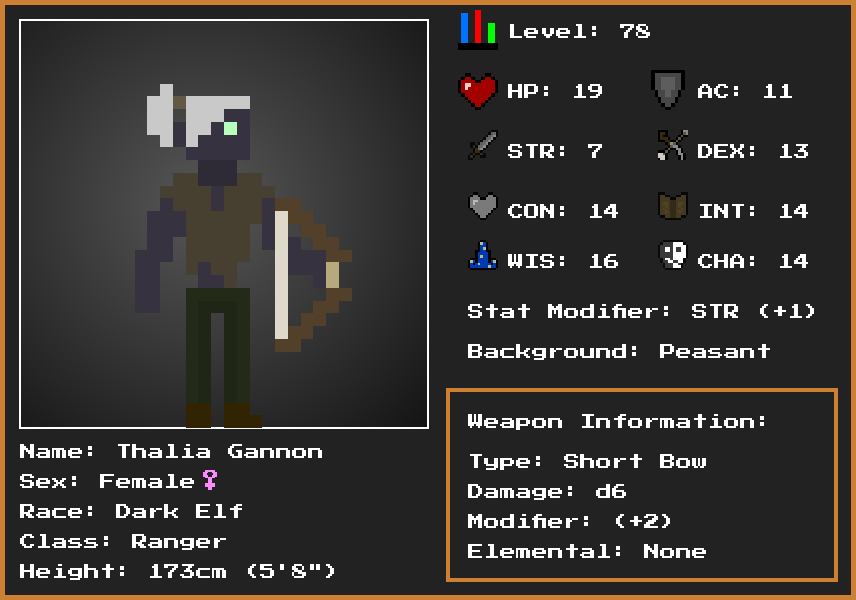 Level: 78
HP: 19
AC: 11
STR: 7
DEX: 13
CON: 14
INT: 14
WIS: 16
CHA: 14
Stat Modifier: STR (+1)
Background: Peasant
Weapon Information:
Type: Short Bow
Damage: d6
Modifier: (+2)
Elemental: None
Name: Thalia Gannon
Sex: Female♀
Race: Dark Elf
Class: Ranger
Height: 173cm (5'8")